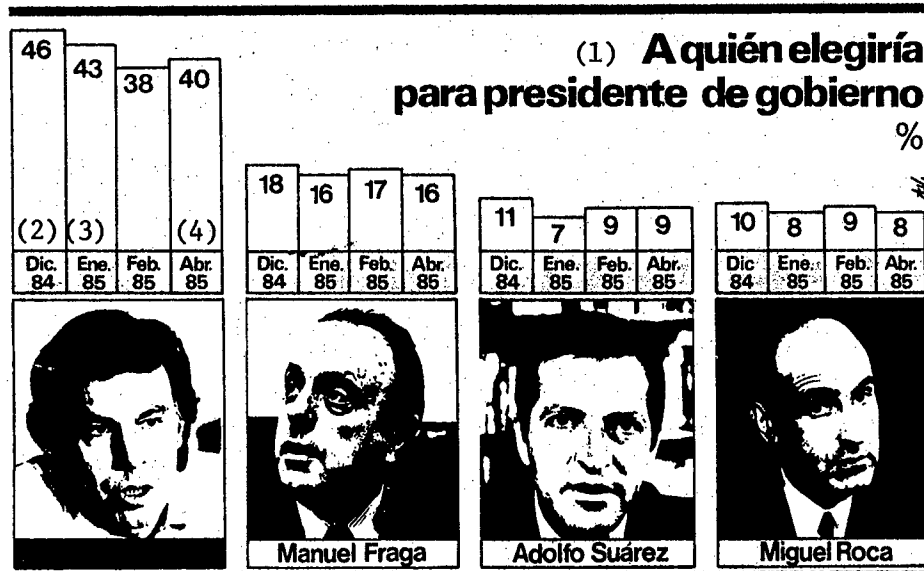 (1) A quién elegiría
para presidente de gobierno
%
46 43 38 40
(2) (3) (4)
Dic. 84 Ene. 85 Feb. 85 Abr. 85
18 16 17 16
Dic. 84 Ene. 85 Feb. 85 Abr. 85
Manuel Fraga
11 7 9 9
Dic. 84 Ene. 85 Feb. 85 Abr. 85
Adolfo Suárez
10 8 9 8
Dic 84 Ene. 85 Feb. 85 Abr. 85
Miguel Roca